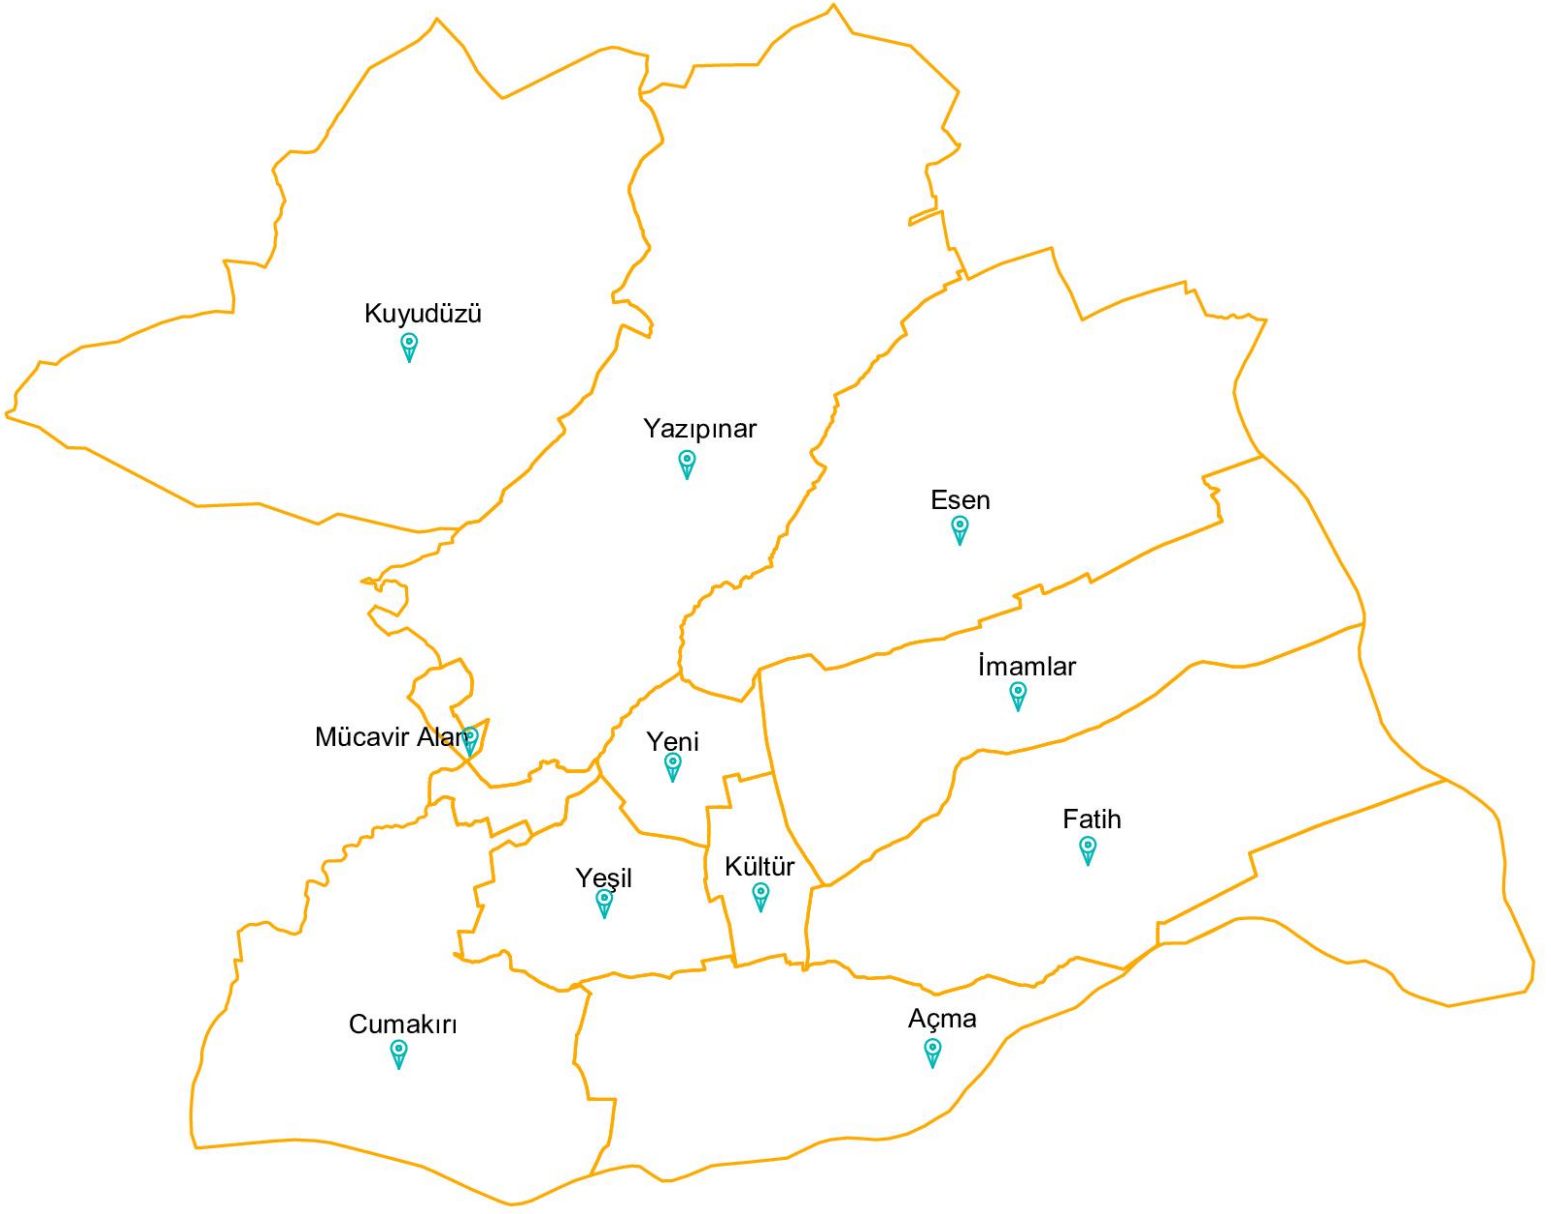 Kuyudüzü
Yazıpınar
Esen
İmamlar
Mücavir Alan
Yeni
Fatih
Kültür
Yeşil
Açma
Cumakırı